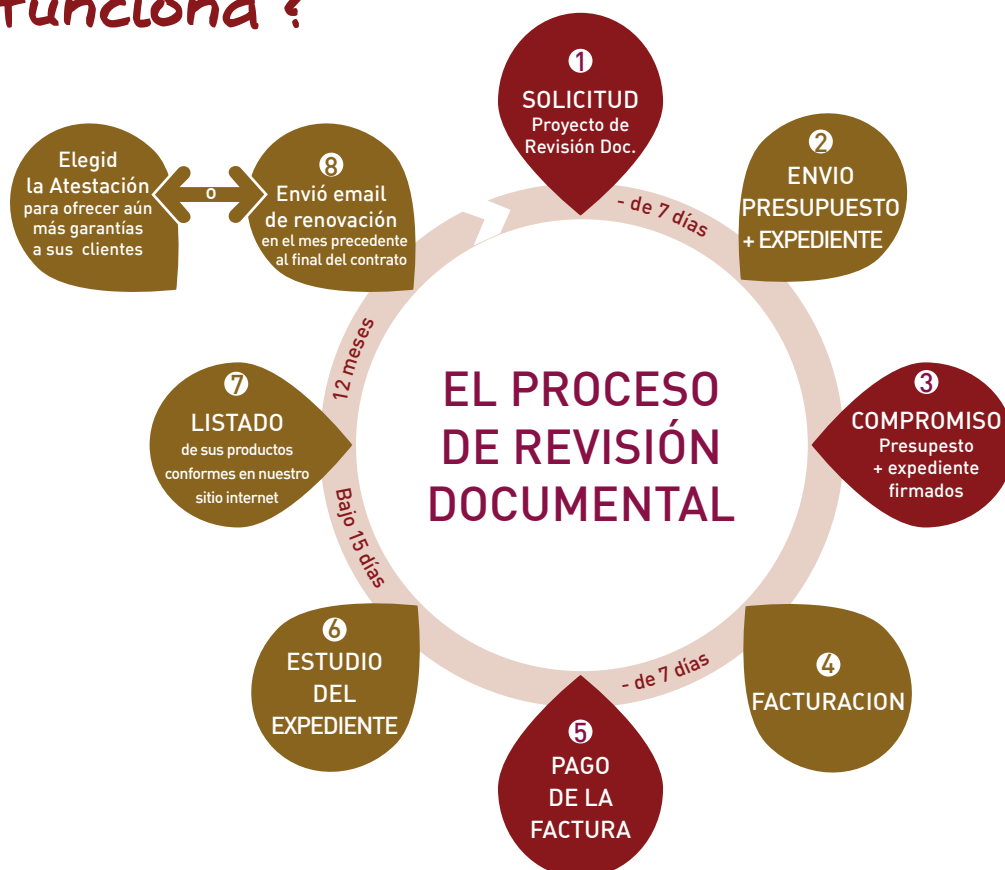 funciona ?
1
SOLICITUD
Proyecto de
Revisión Doc.
- de 7 días
2
ENVIO
PRESUPUESTO
+ EXPEDIENTE
3
COMPROMISO
Presupesto
+ expediente
firmados
4
FACTURACION
- de 7 días
5
PAGO
DE LA
FACTURA
6
ESTUDIO
DEL
EXPEDIENTE
Bajo 15 días
7
LISTADO
de sus productos
conformes en nuestro
sitio internet
12 meses
8
Envió email
de renovación
en el mes precedente
al final del contrato
o
Elegid
la Atestación
para ofrecer aún
más garantías
a sus clientes
EL PROCESO
DE REVISIÓN
DOCUMENTAL